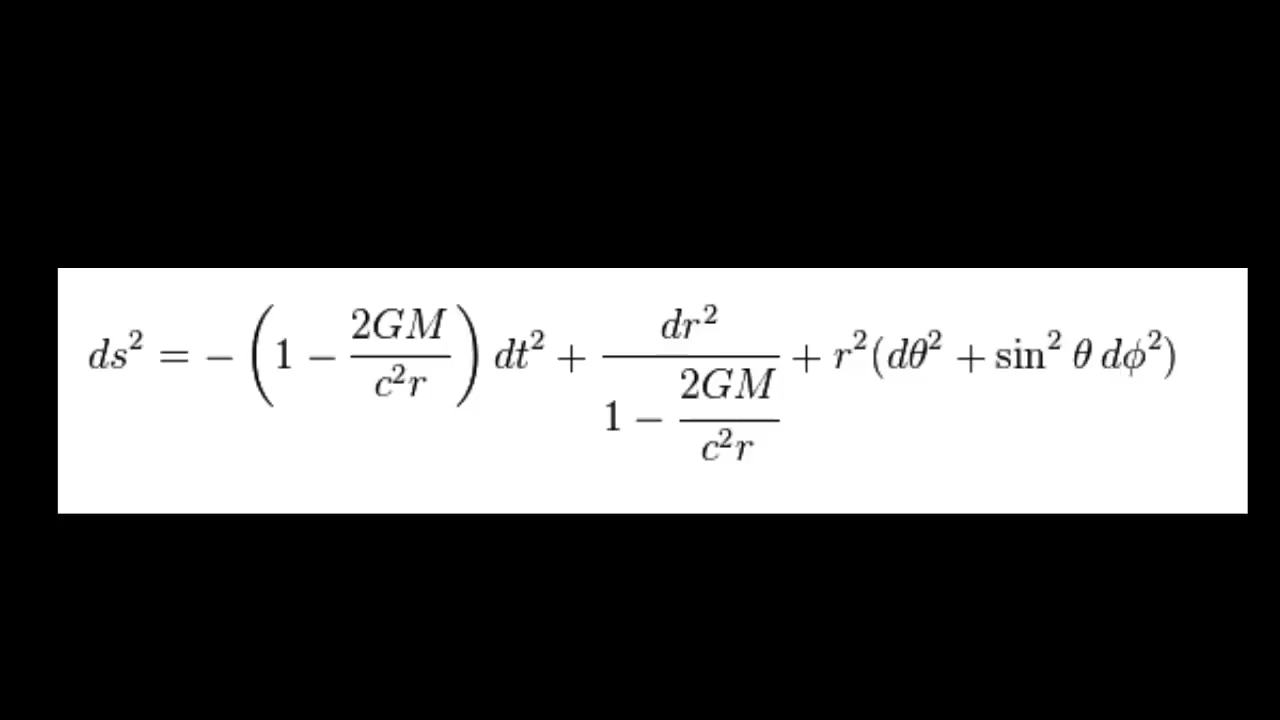 ds² = − (1 − 2GM/c²r) dt² + dr²/(1 − 2GM/c²r) + r²(dθ² + sin² θ dϕ²)